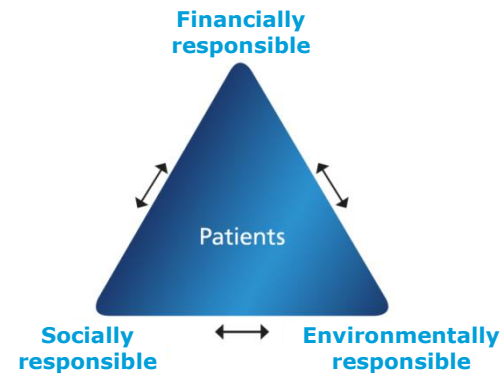 Financially
responsible
Patients
Socially
responsible
Environmentally
responsible